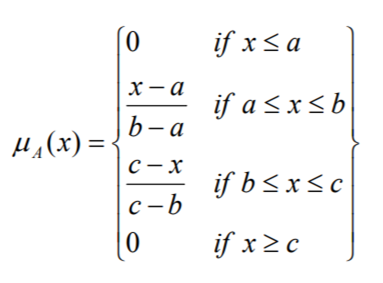 0 if x ≤ a
x − a
b − a if a ≤ x ≤ b
μ_A(x) =
c − x
c − b if b ≤ x ≤ c
0 if x ≥ c